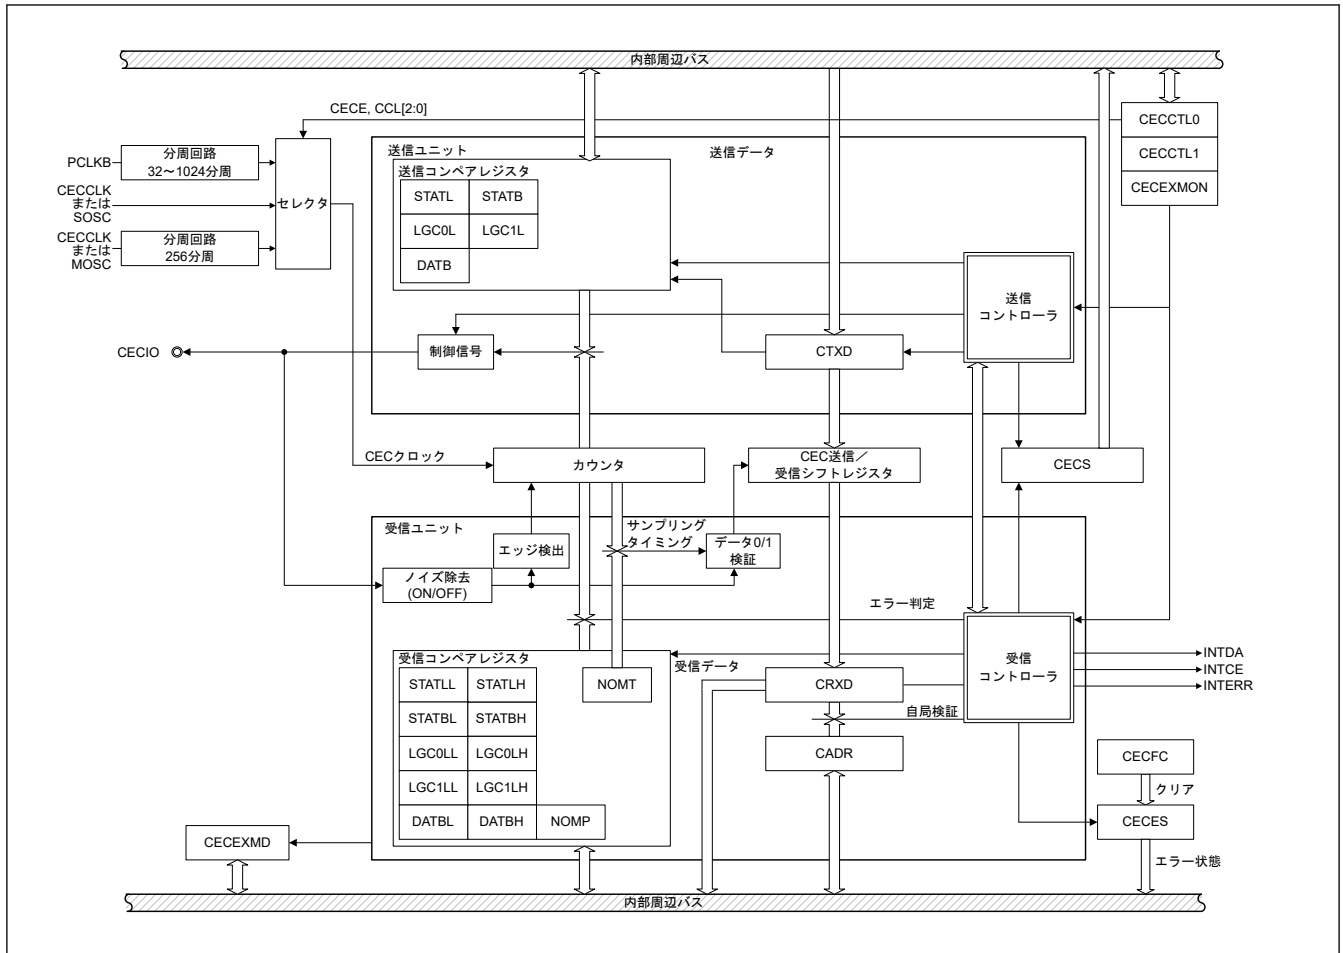 内部周辺バス
CECE, CCL[2:0]
CECCTL0
CECCTL1
CECEXMON
PCLKB
分周回路
32～1024分周
CECCLK
または
SOSC
CECCLK
または
MOSC
分周回路
256分周
セレクタ
送信ユニット
送信データ
送信コンペアレジスタ
STATL
STATB
LGC0L
LGC1L
DATB
送信
コントローラ
CECIO
制御信号
CTXD
CECクロック
カウンタ
CEC送信／
受信シフトレジスタ
CECS
受信ユニット
サンプリング
タイミング
エッジ検出
データ0/1
検証
ノイズ除去
(ON/OFF)
エラー判定
受信コンペアレジスタ
受信データ
STATLL
STATLH
NOMT
CRXD
受信
コントローラ
INTDA
INTCE
INTERR
STATBL
STATBH
自局検証
LGC0LL
LGC0LH
CADR
CECFC
LGC1LL
LGC1LH
クリア
DATBL
DATBH
NOMP
CECES
CECEXMD
エラー状態
内部周辺バス